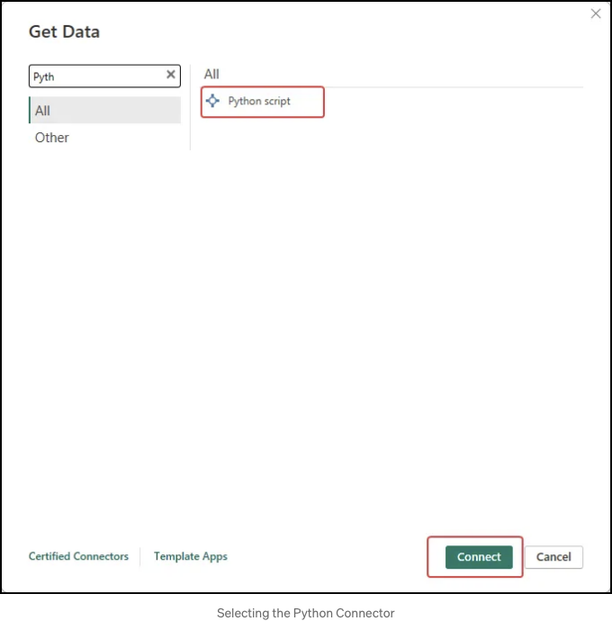 Get Data
Pyth
All
Other
All
Python script
Certified Connectors
Template Apps
Connect
Cancel
Selecting the Python Connector